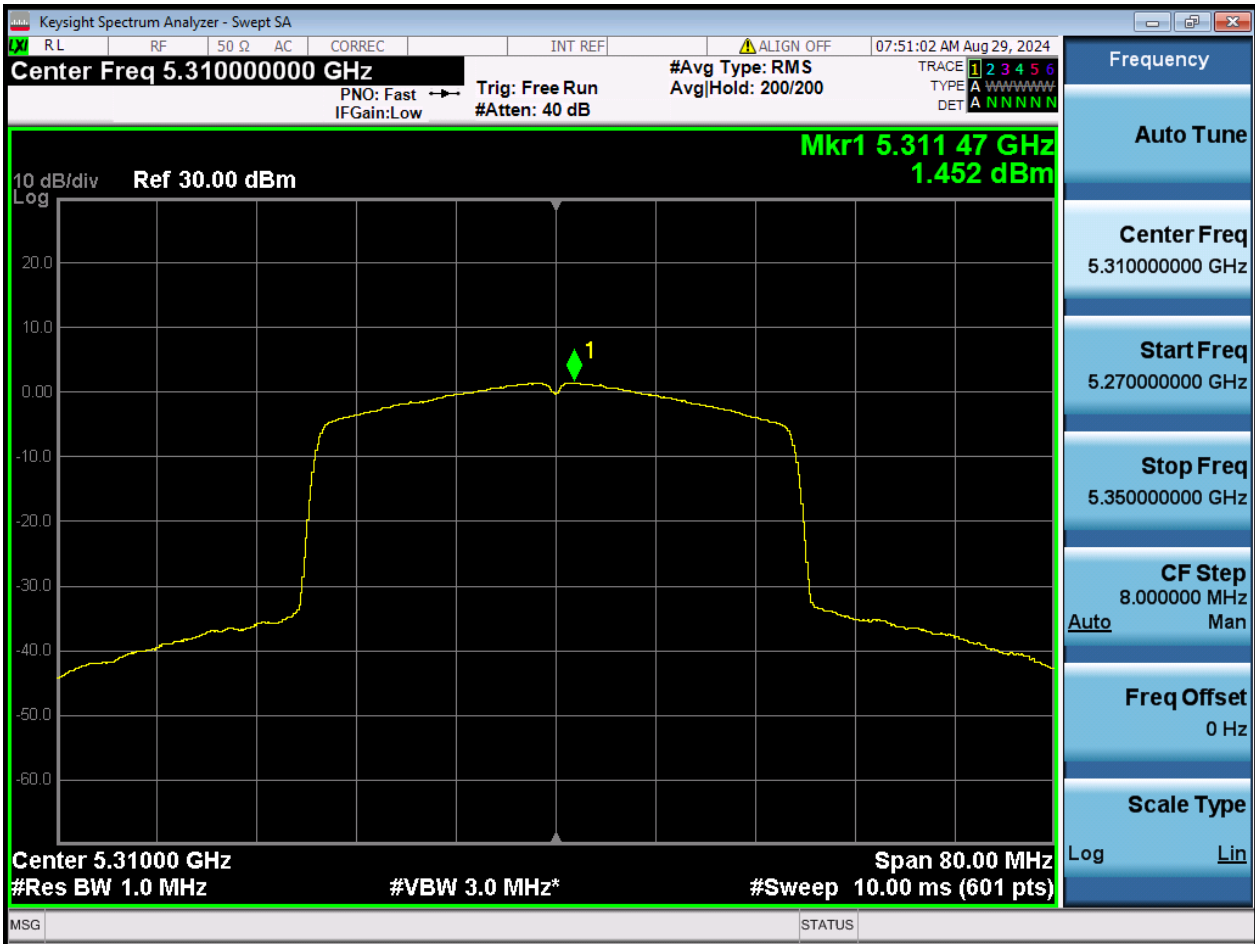 Keysight Spectrum Analyzer - Swept SA
LXI RL RF 50 Ω AC CORREC INT REF ALIGN OFF 07:51:02 AM Aug 29, 2024
Center Freq 5.310000000 GHz
PNO: Fast
IFGain:Low
Trig: Free Run
#Atten: 40 dB
#Avg Type: RMS
Avg|Hold: 200/200
TRACE 1 2 3 4 5 6
TYPE A WWWWW
DET A N N N N N
Mkr1 5.311 47 GHz
1.452 dBm
10 dB/div Ref 30.00 dBm
Log
20.0
10.0
1
0.00
-10.0
-20.0
-30.0
-40.0
-50.0
-60.0
Center 5.31000 GHz Span 80.00 MHz
#Res BW 1.0 MHz #VBW 3.0 MHz* #Sweep 10.00 ms (601 pts)
MSG STATUS
Frequency
Auto Tune
Center Freq
5.310000000 GHz
Start Freq
5.270000000 GHz
Stop Freq
5.350000000 GHz
CF Step
8.000000 MHz
Auto Man
Freq Offset
0 Hz
Scale Type
Log Lin